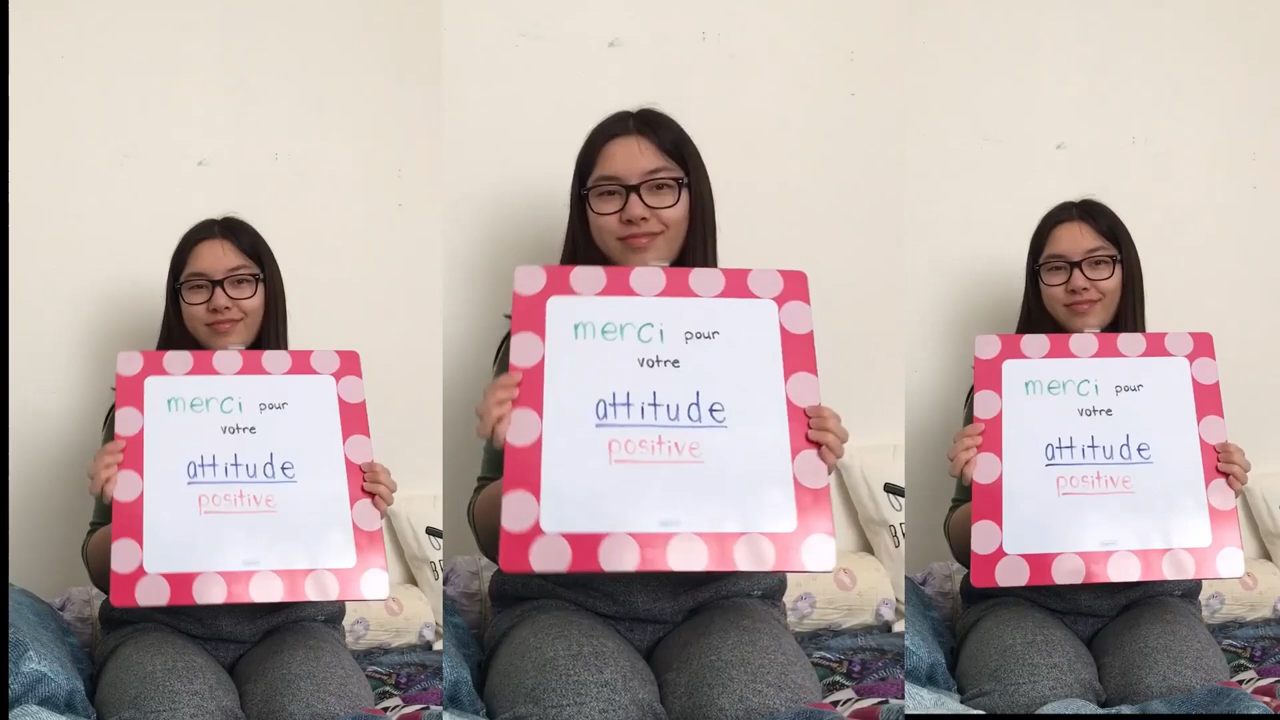 merci pour
votre
attitude
positive
merci pour
votre
attitude
positive
merci pour
votre
attitude
positive